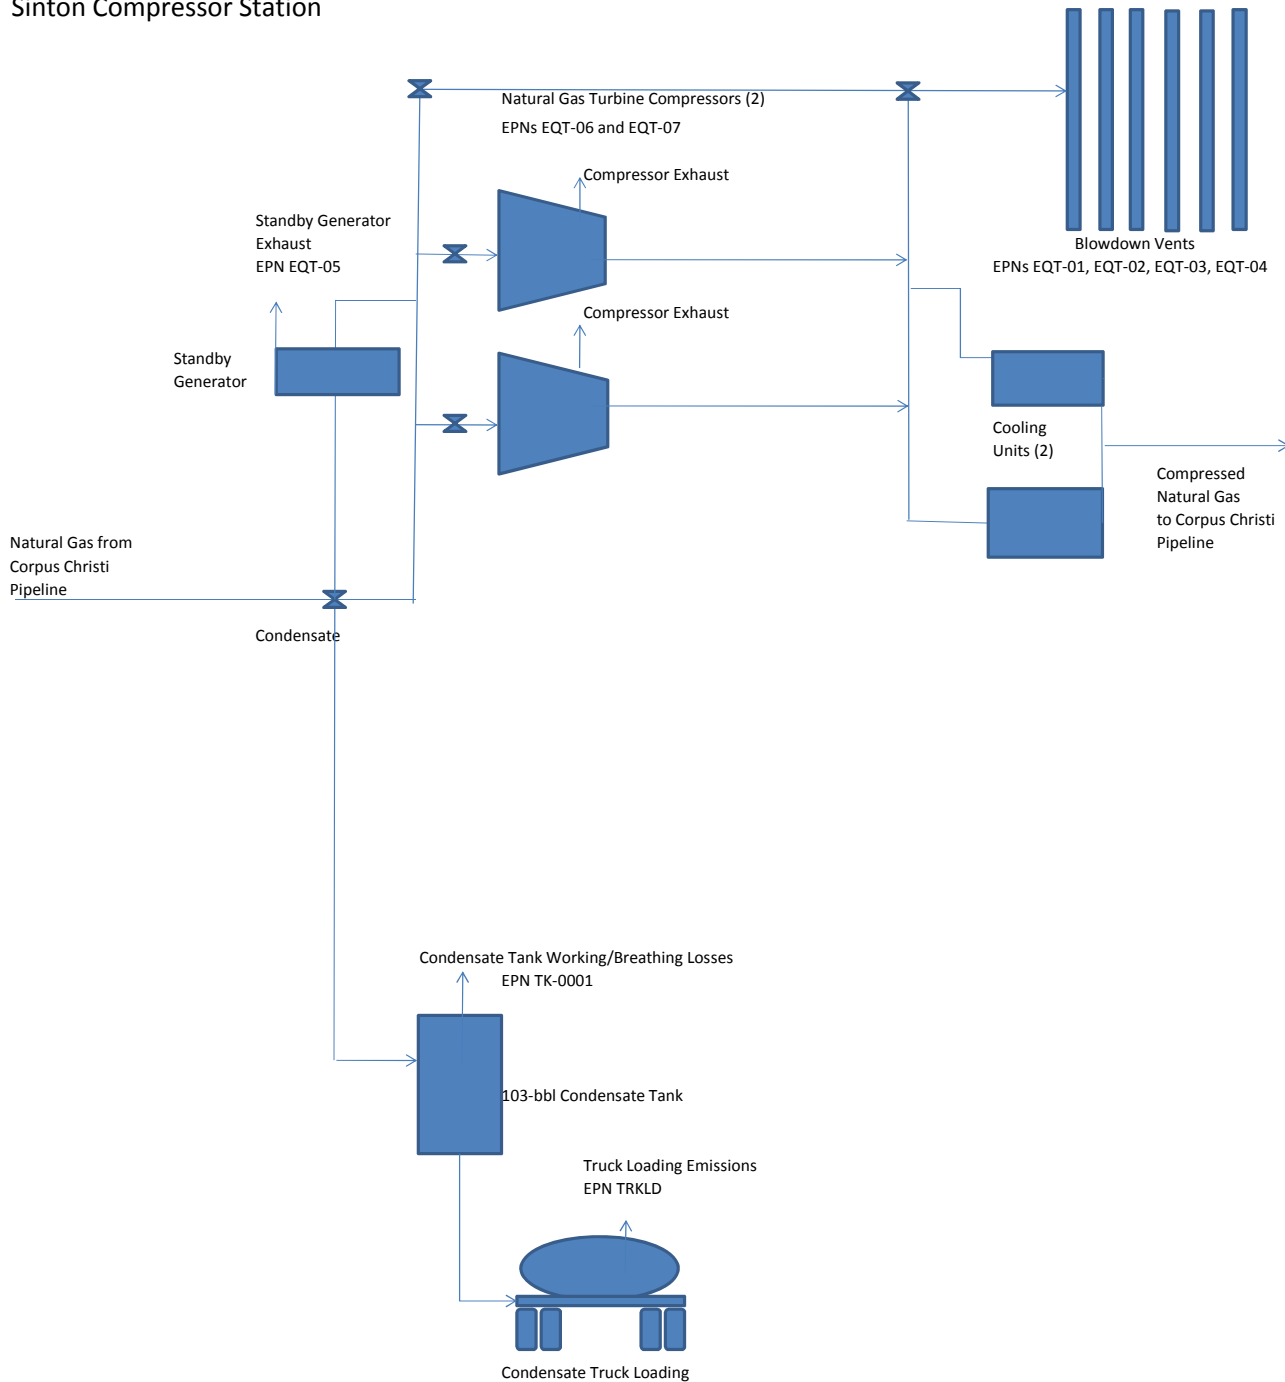 Sinton Compressor Station
Natural Gas Turbine Compressors (2)
EPNs EQT-06 and EQT-07
Compressor Exhaust
Standby Generator
Exhaust
EPN EQT-05
Blowdown Vents
EPNs EQT-01, EQT-02, EQT-03, EQT-04
Compressor Exhaust
Standby
Generator
Cooling
Units (2)
Compressed
Natural Gas
to Corpus Christi
Pipeline
Natural Gas from
Corpus Christi
Pipeline
Condensate
Condensate Tank Working/Breathing Losses
EPN TK-0001
103-bbl Condensate Tank
Truck Loading Emissions
EPN TRKLD
Condensate Truck Loading